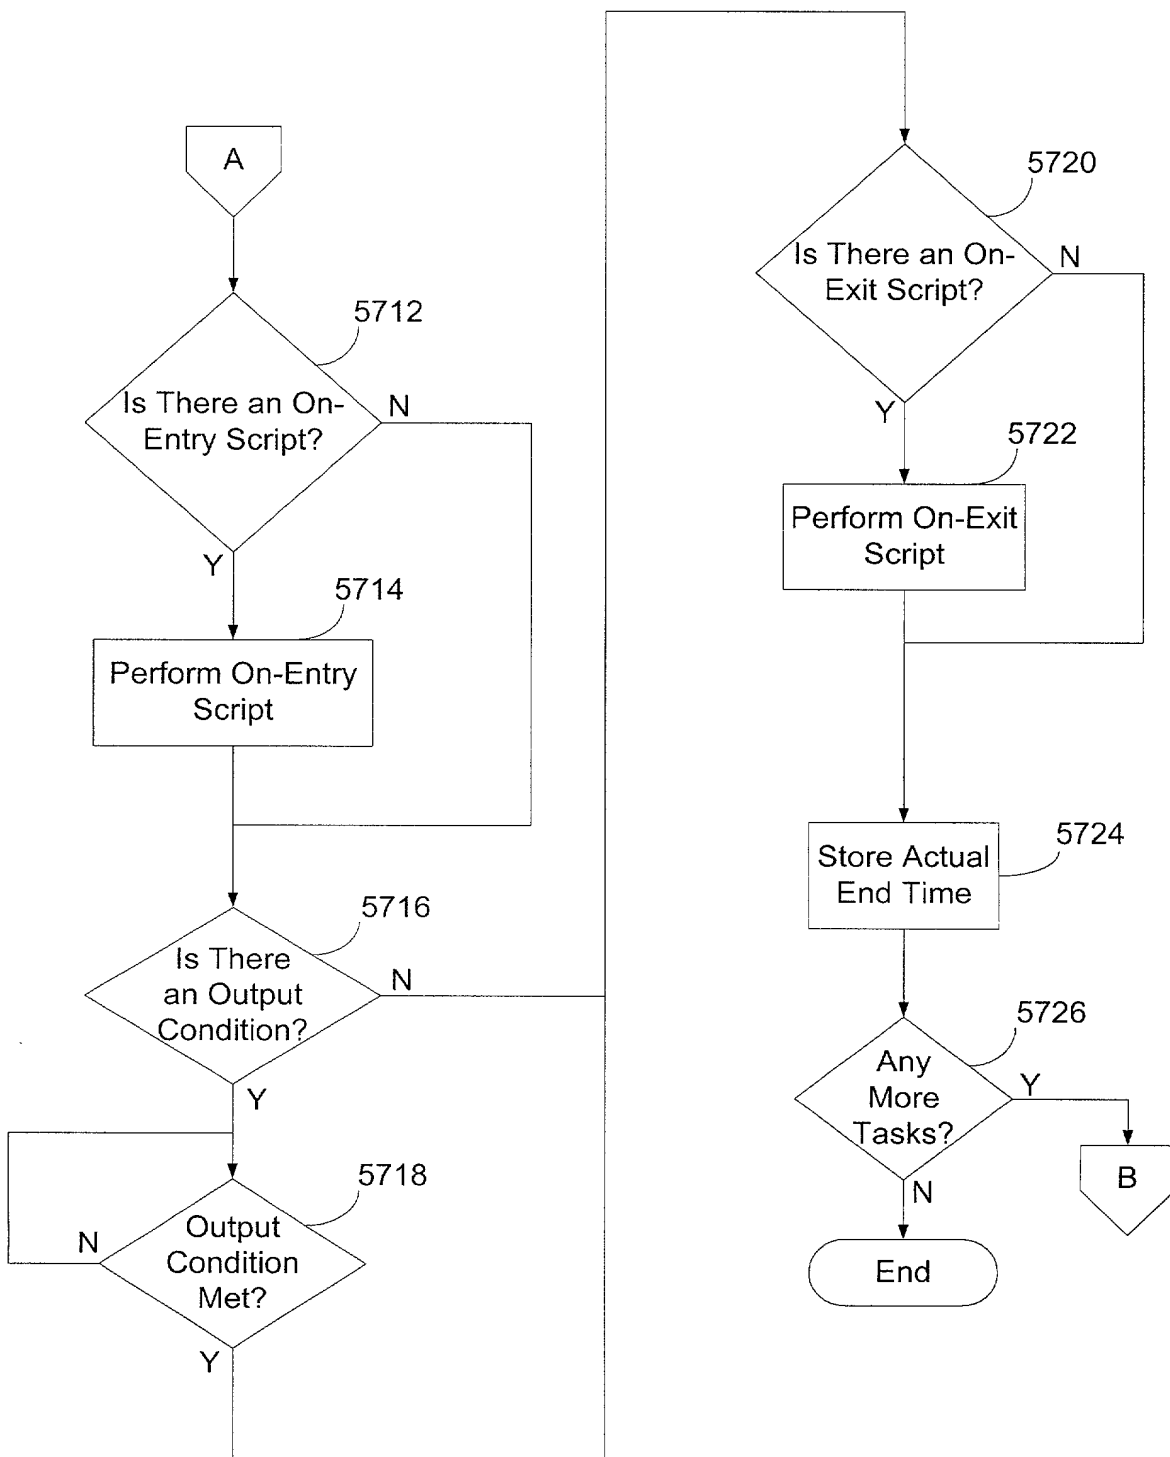 A
5712
Is There an On-
Entry Script?
N
Y
5714
Perform On-Entry
Script
5716
Is There
an Output
Condition?
N
Y
5718
Output
Condition
Met?
N
Y
5720
Is There an On-
Exit Script?
N
Y
5722
Perform On-Exit
Script
5724
Store Actual
End Time
5726
Any
More
Tasks?
Y
B
N
End